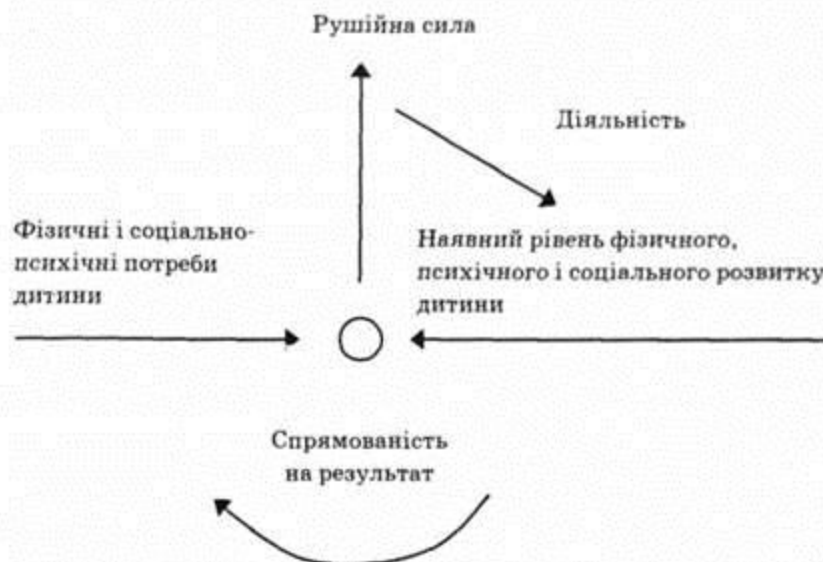 Рушійна сила
Діяльність
Фізичні і соціально-
психічні потреби
дитини
Наявний рівень фізичного,
психічного і соціального розвитку
дитини
Спрямованість
на результат